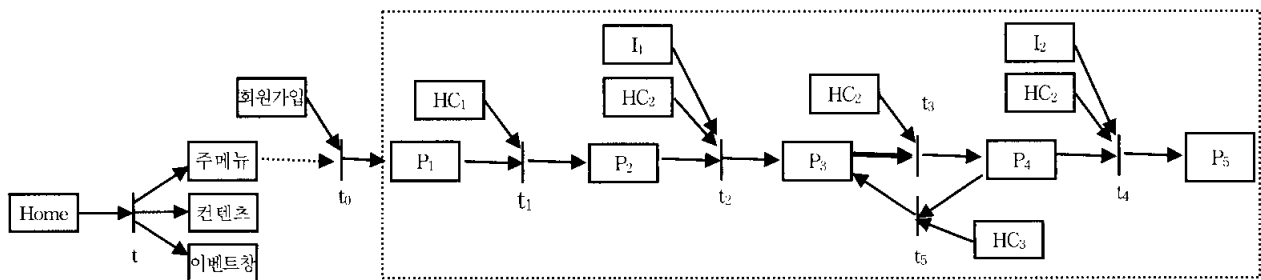 I₁
I₂
회원가입
HC₁
HC₂
HC₂
t₃
HC₂
주메뉴
P₁
P₂
P₃
P₄
P₅
t₀
t₁
t₂
t₄
Home
컨텐츠
t
이벤트창
t₅
HC₃